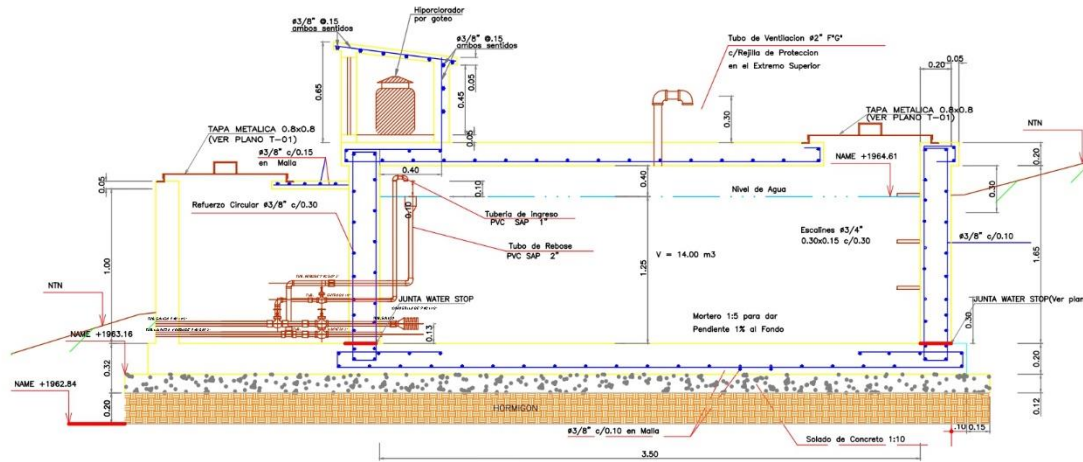 Hiporclorador
por goteo
ø3/8" @.15
ambos sentidos
ø3/8" @.15
ambos sentidos
Tubo de Ventilacion ø2" F°G°
c/Rejilla de Proteccion
en el Extremo Superior
0.20
0.05
0.65
0.05
0.45
0.05
0.30
TAPA METALICA 0.8x0.8
(VER PLANO T-01)
TAPA METALICA 0.8x0.8
(VER PLANO T-01)
NTN
ø3/8" c/0.15
en Malla
NAME +1964.61
0.20
0.05
0.40
0.10
0.40
Nivel de Agua
0.30
Refuerzo Circular ø3/8" c/0.30
0.10
Tuberia de ingreso
PVC SAP 1"
Tubo de Rebose
PVC SAP 2"
Escalines ø3/4"
0.30x0.15 c/0.30
ø3/8" c/0.10
1.00
V = 14.00 m3
1.25
1.65
NTN
JUNTA WATER STOP
JUNTA WATER STOP(Ver plan
Mortero 1:5 para dar
Pendiente 1% al Fondo
0.13
0.30
NAME +1963.16
0.32
0.20
NAME +1962.84
0.20
HORMIGON
0.12
ø3/8" c/0.10 en Malla
Solado de Concreto 1:10
.10
0.15
3.50